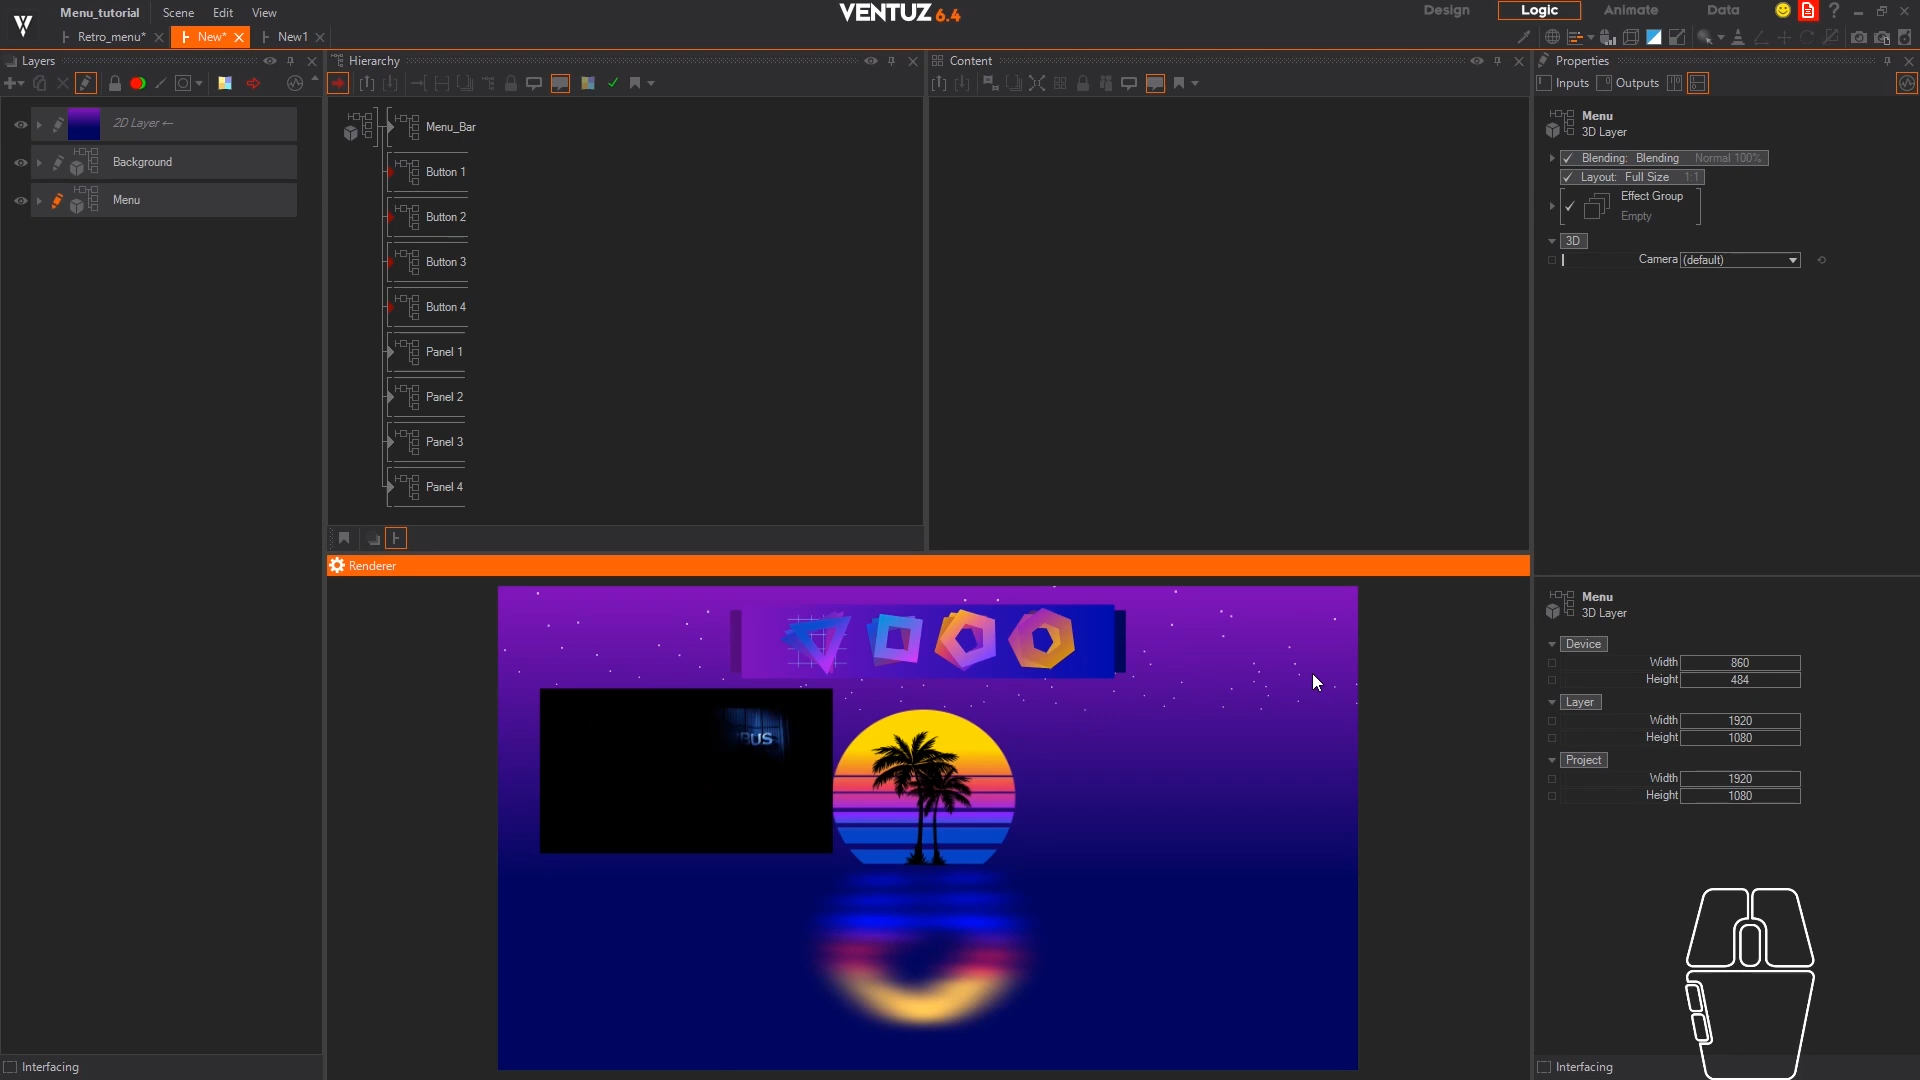 Menu_tutorial
Scene
Edit
View
VENTUZ 6.4
Design
Logic
Animate
Data
Retro_menu*
New*
New1
Layers
2D Layer
Background
Menu
Interfacing
Hierarchy
Menu_Bar
Button 1
Button 2
Button 3
Button 4
Panel 1
Panel 2
Panel 3
Panel 4
Content
Renderer
BUS
Properties
Inputs
Outputs
Menu
3D Layer
Blending: Blending Normal 100%
Layout: Full Size 1:1
Effect Group
Empty
3D
Camera (default)
Menu
3D Layer
Device
Width 860
Height 484
Layer
Width 1920
Height 1080
Project
Width 1920
Height 1080
Interfacing